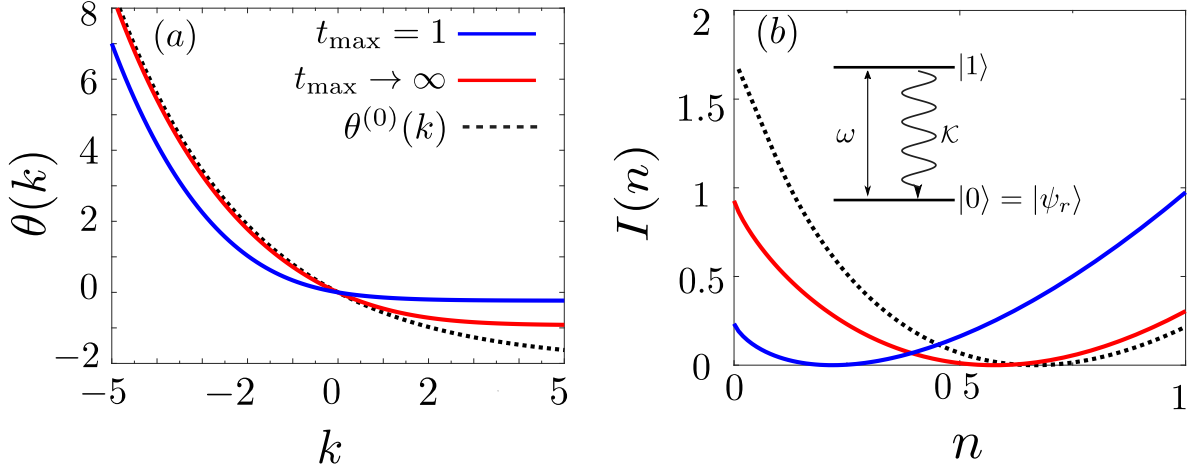 (a)
t_max = 1
t_max → ∞
θ^(0)(k)
θ(k)
8
6
4
2
0
−2
−5
−2
0
2
5
k
(b)
I(n)
2
1.5
1
0.5
0
0
0 5
1
n
|1⟩
ω
𝒦
|0⟩ = |ψ_r⟩